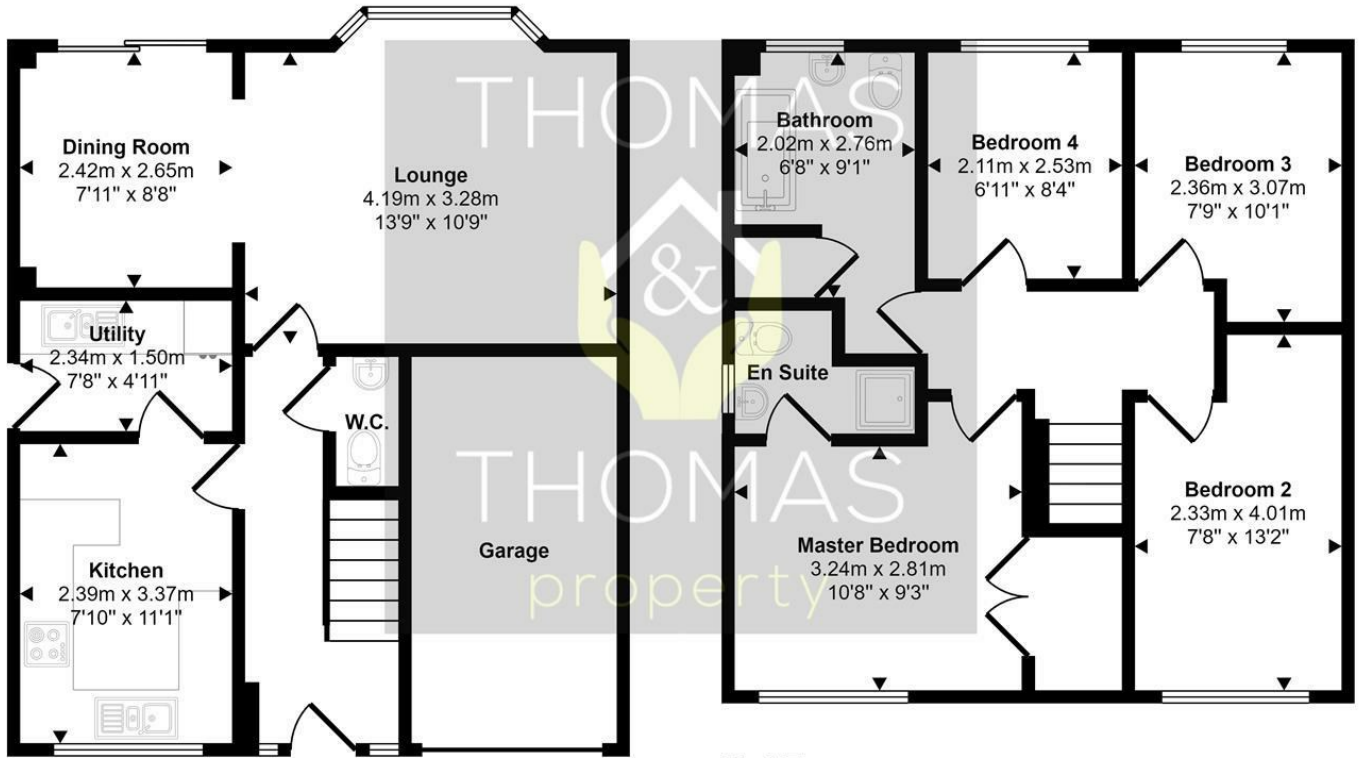 Dining Room
2.42m x 2.65m
7'11" x 8'8"
Lounge
4.19m x 3.28m
13'9" x 10'9"
Utility
2.34m x 1.50m
7'8" x 4'11"
W.C.
Kitchen
2.39m x 3.37m
7'10" x 11'1"
Garage
THOMAS
&
THOMAS
property
Bathroom
2.02m x 2.76m
6'8" x 9'1"
Bedroom 4
2.11m x 2.53m
6'11" x 8'4"
Bedroom 3
2.36m x 3.07m
7'9" x 10'1"
En Suite
Master Bedroom
3.24m x 2.81m
10'8" x 9'3"
Bedroom 2
2.33m x 4.01m
7'8" x 13'2"